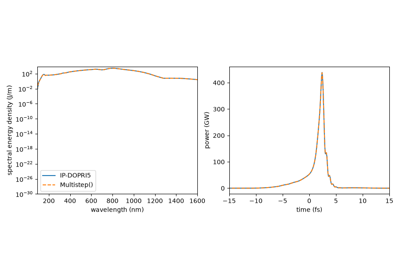 spectral energy density (J/m)
10^2
10^-2
10^-6
10^-10
10^-14
10^-18
10^-22
10^-26
10^-30
IP-DOPRI5
Multistep()
200 400 600 800 1000 1200 1400 1600
wavelength (nm)
power (GW)
400
300
200
100
0
−15 −10 −5 0 5 10 15
time (fs)